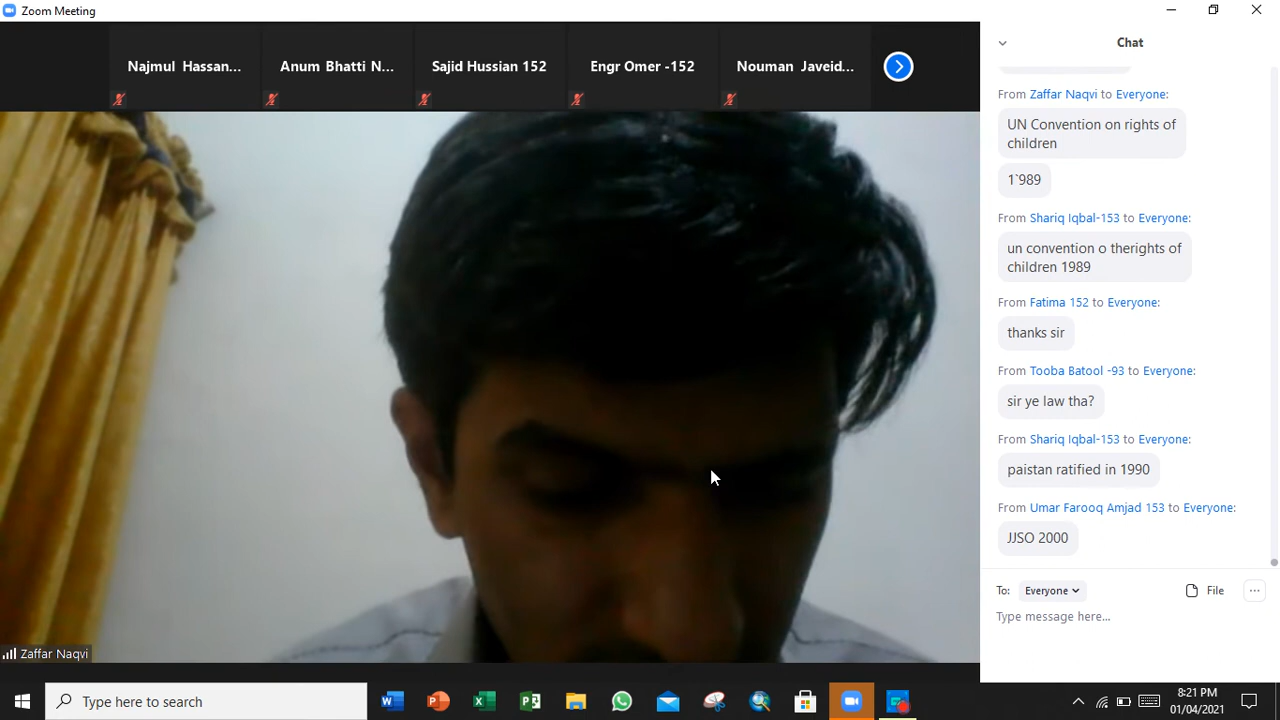 Zoom Meeting
Najmul Hassan...
Anum Bhatti N...
Sajid Hussian 152
Engr Omer -152
Nouman Javeid...
Zaffar Naqvi
Chat
From Zaffar Naqvi to Everyone:
UN Convention on rights of
children
1`989
From Shariq Iqbal-153 to Everyone:
un convention o therights of
children 1989
From Fatima 152 to Everyone:
thanks sir
From Tooba Batool -93 to Everyone:
sir ye law tha?
From Shariq Iqbal-153 to Everyone:
paistan ratified in 1990
From Umar Farooq Amjad 153 to Everyone:
JJSO 2000
To: Everyone
File
Type message here...
Type here to search
8:21 PM
01/04/2021